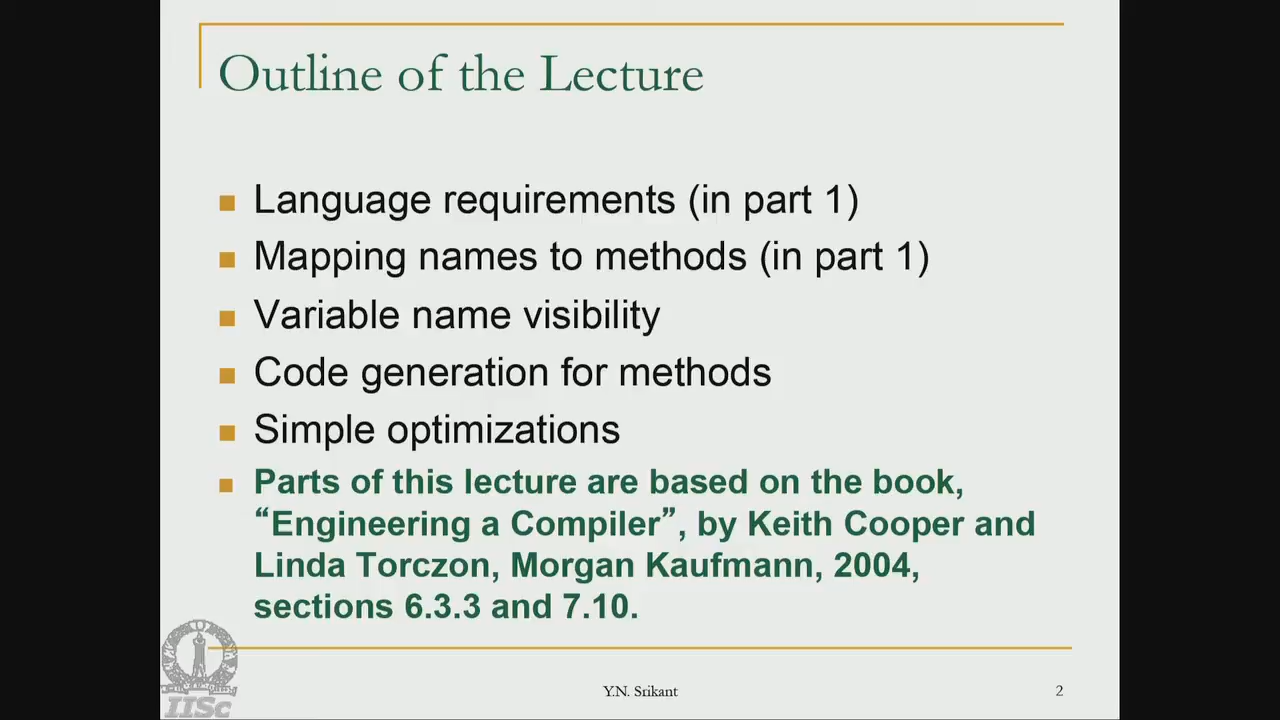 Outline of the Lecture
Language requirements (in part 1)
Mapping names to methods (in part 1)
Variable name visibility
Code generation for methods
Simple optimizations
Parts of this lecture are based on the book,
“Engineering a Compiler”, by Keith Cooper and
Linda Torczon, Morgan Kaufmann, 2004,
sections 6.3.3 and 7.10.
IISc
Y.N. Srikant
2